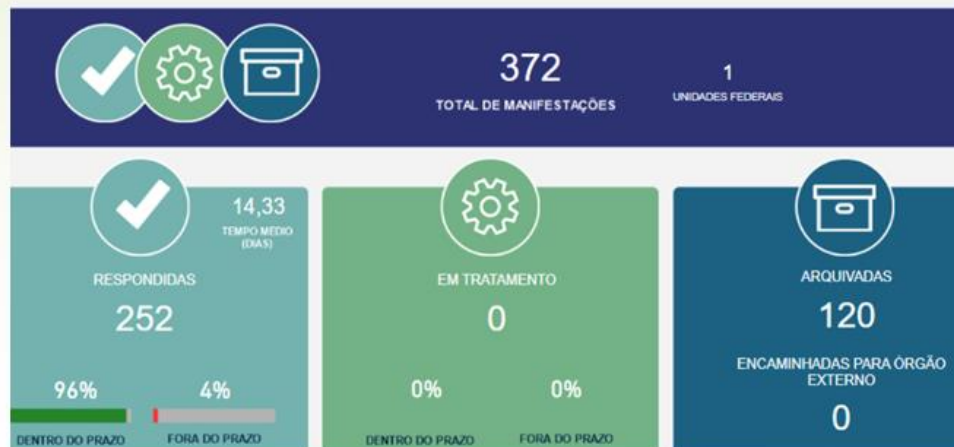 372
TOTAL DE MANIFESTAÇÕES
1
UNIDADES FEDERAIS
14,33
TEMPO MÉDIO
(DIAS)
RESPONDIDAS
252
96%
4%
DENTRO DO PRAZO
FORA DO PRAZO
EM TRATAMENTO
0
0%
0%
DENTRO DO PRAZO
FORA DO PRAZO
ARQUIVADAS
120
ENCAMINHADAS PARA ÓRGÃO
EXTERNO
0